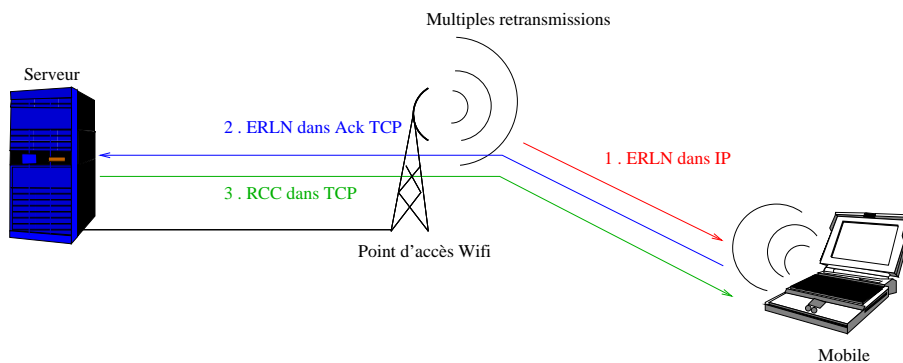 Multiples retransmissions
Serveur
2 . ERLN dans Ack TCP
1 . ERLN dans IP
3 . RCC dans TCP
Point d'accès Wifi
Mobile